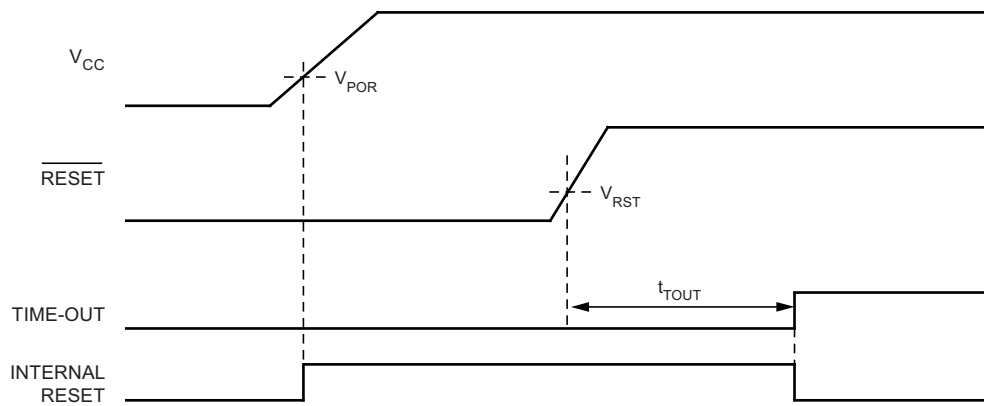 VCC
VPOR
RESET
VRST
tTOUT
TIME-OUT
INTERNAL
RESET